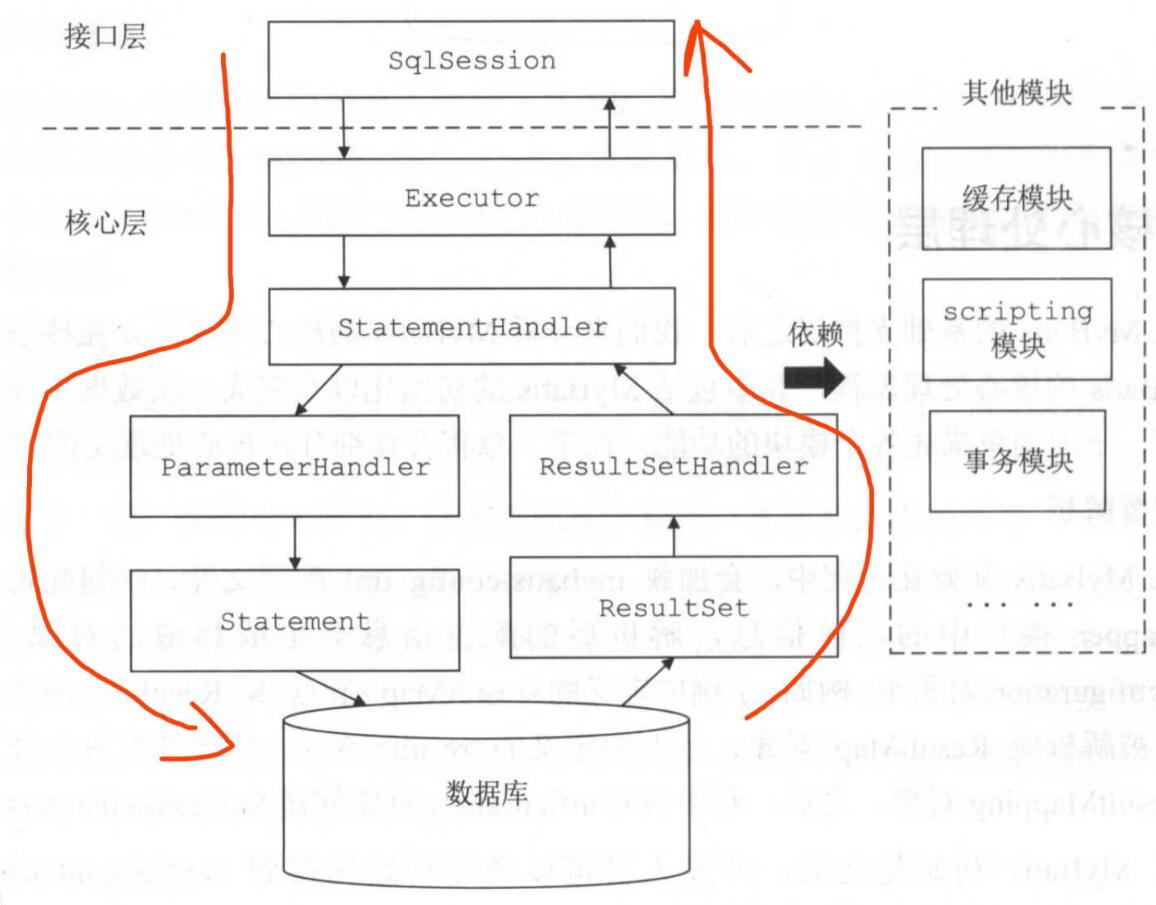 接口层
SqlSession
其他模块
缓存模块
Executor
核心层
StatementHandler
依赖
scripting
模块
ParameterHandler
ResultSetHandler
事务模块
Statement
ResultSet
... ...
数据库